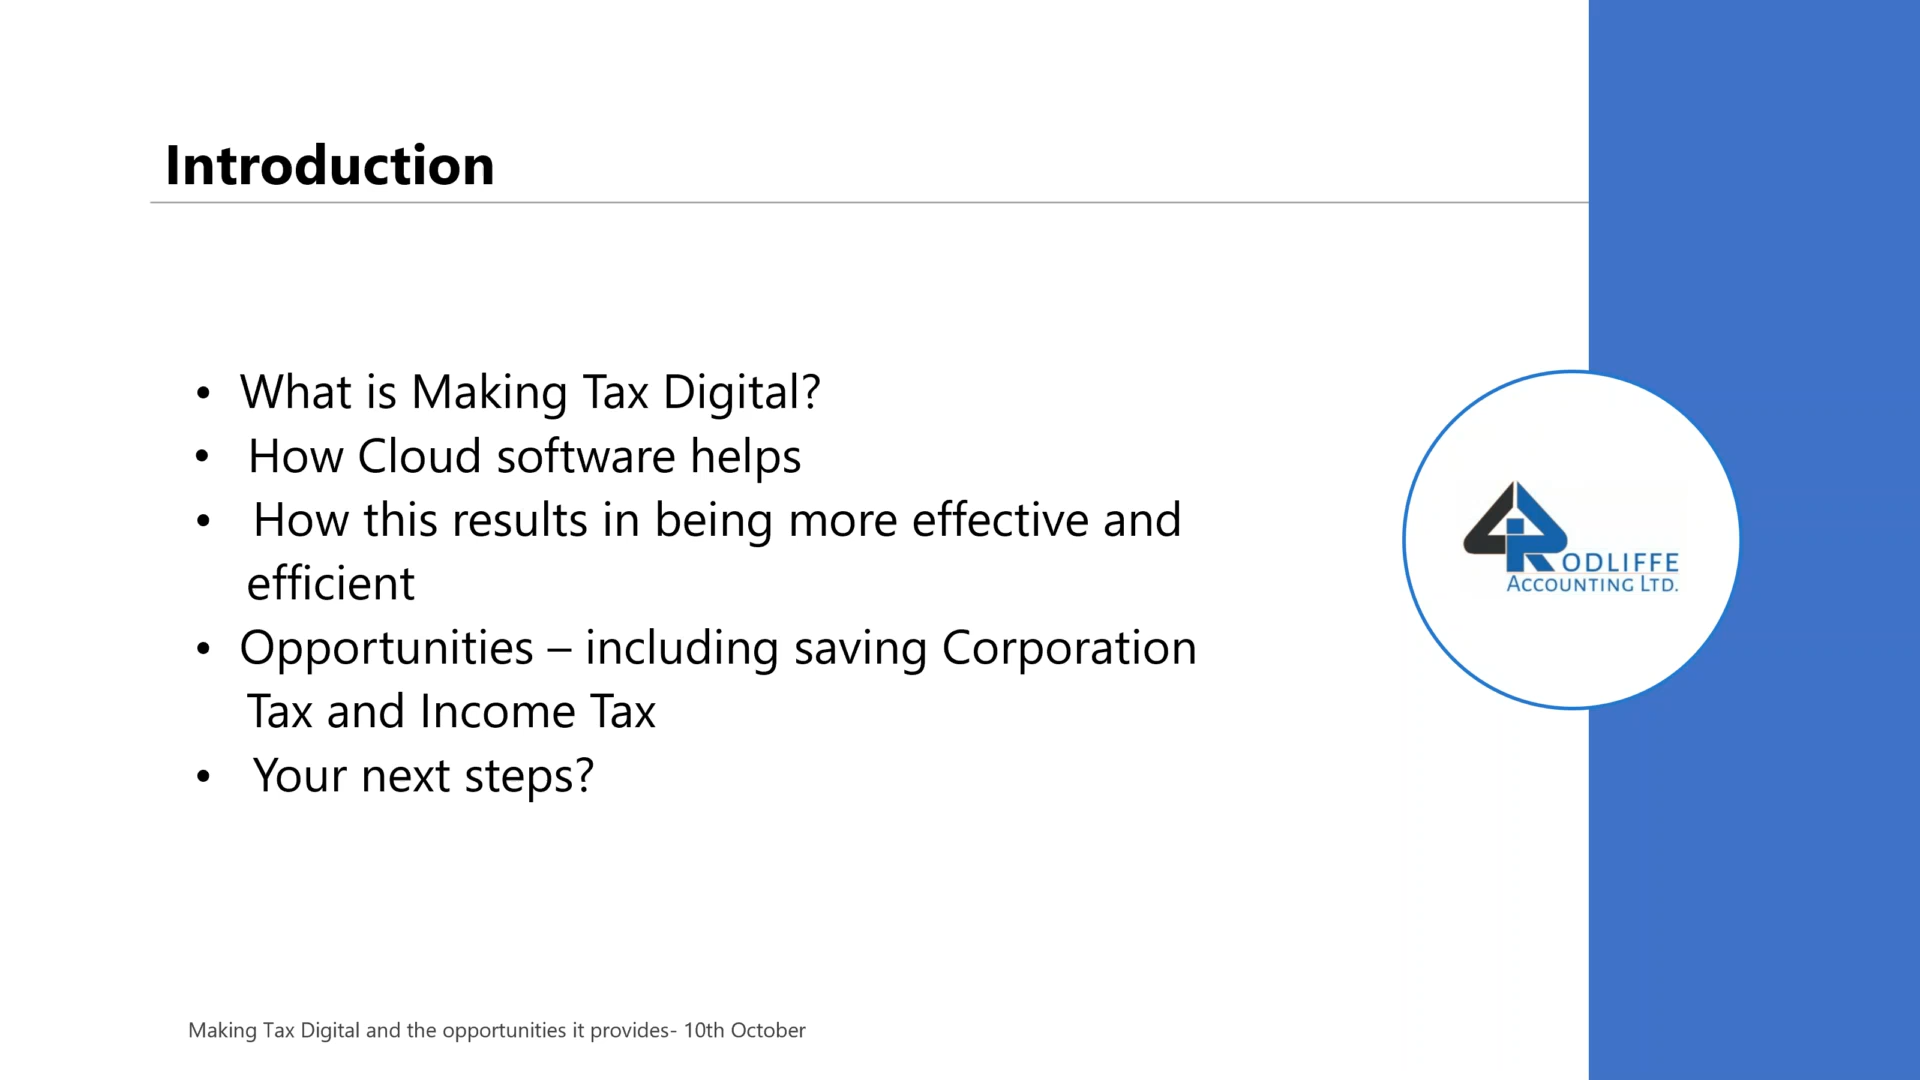 Introduction
• What is Making Tax Digital?
• How Cloud software helps
• How this results in being more effective and
efficient
• Opportunities – including saving Corporation
Tax and Income Tax
• Your next steps?
RODLIFFE
ACCOUNTING LTD.
Making Tax Digital and the opportunities it provides- 10th October